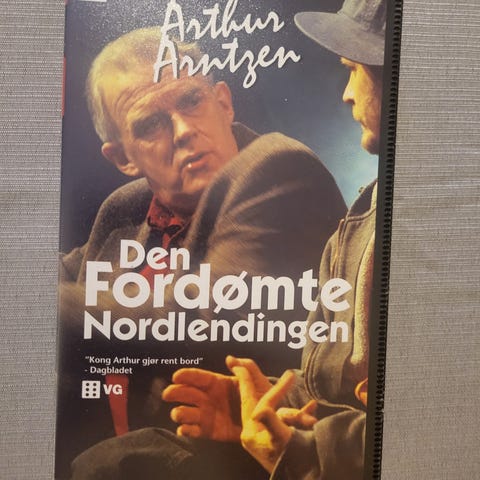 Arthur
Arntzen
Den
Fordømte
Nordlendingen
"Kong Arthur gjør rent bord"
- Dagbladet
VG